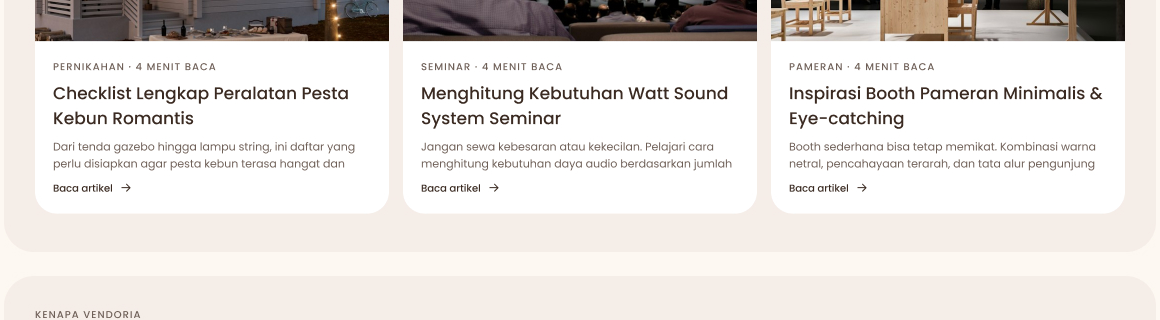 PERNIKAHAN · 4 MENIT BACA
Checklist Lengkap Peralatan Pesta
Kebun Romantis
Dari tenda gazebo hingga lampu string, ini daftar yang
perlu disiapkan agar pesta kebun terasa hangat dan
Baca artikel →
SEMINAR · 4 MENIT BACA
Menghitung Kebutuhan Watt Sound
System Seminar
Jangan sewa kebesaran atau kekecilan. Pelajari cara
menghitung kebutuhan daya audio berdasarkan jumlah
Baca artikel →
PAMERAN · 4 MENIT BACA
Inspirasi Booth Pameran Minimalis &
Eye-catching
Booth sederhana bisa tetap memikat. Kombinasi warna
netral, pencahayaan terarah, dan tata alur pengunjung
Baca artikel →
KENAPA VENDORIA